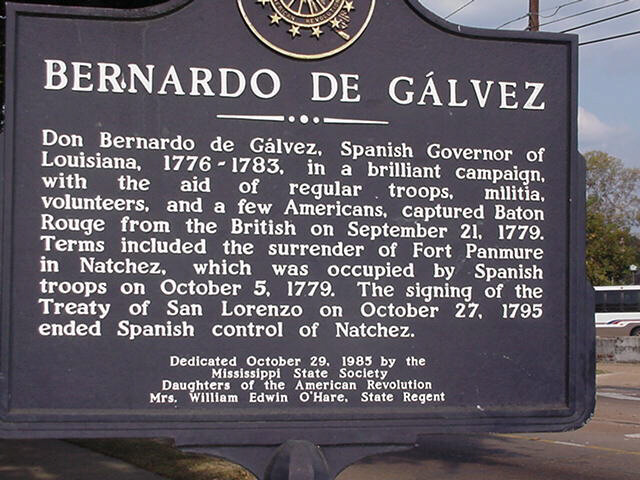 BERNARDO DE GÁLVEZ
Don Bernardo de Gálvez, Spanish Governor of
Louisiana, 1776-1783, in a brilliant campaign,
with the aid of regular troops, militia,
volunteers, and a few Americans, captured Baton
Rouge from the British on September 21, 1779.
Terms included the surrender of Fort Panmure
in Natchez, which was occupied by Spanish
troops on October 5, 1779. The signing of the
Treaty of San Lorenzo on October 27, 1795
ended Spanish control of Natchez.
Dedicated October 29, 1985 by the
Mississippi State Society
Daughters of the American Revolution
Mrs. William Edwin O'Hare, State Regent